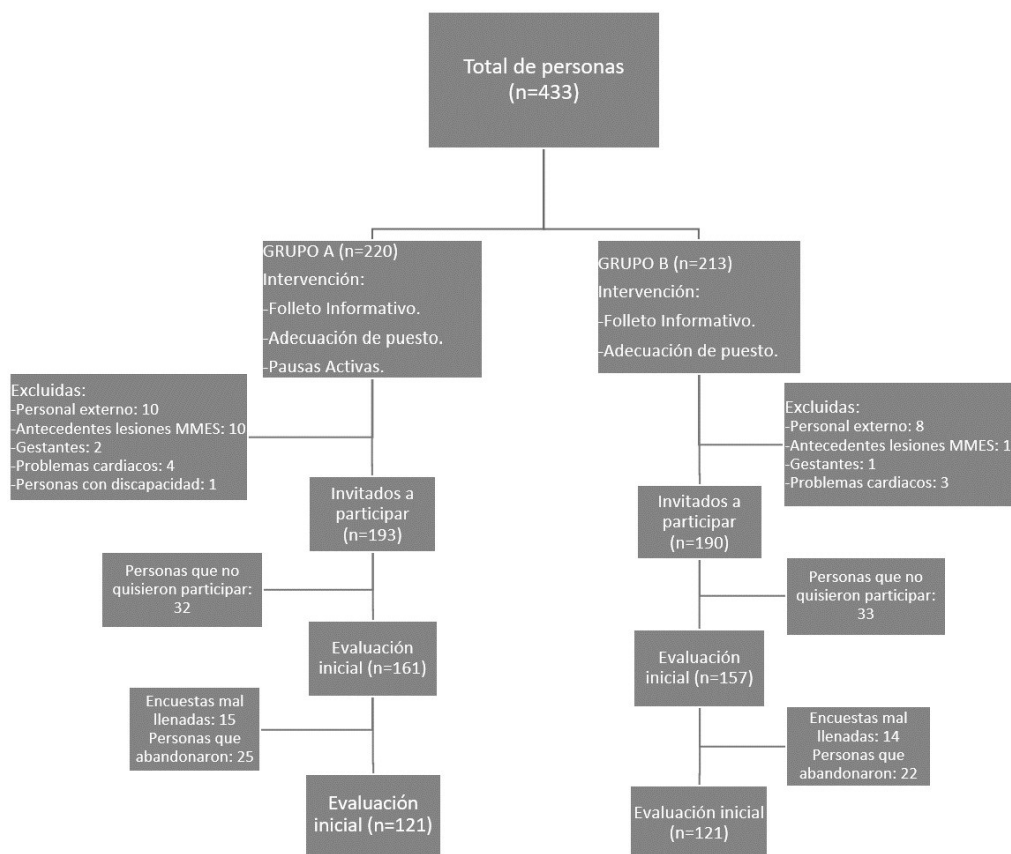 Total de personas
(n=433)
GRUPO A (n=220)
Intervención:
-Folleto Informativo.
-Adecuación de puesto.
-Pausas Activas.
GRUPO B (n=213)
Intervención:
-Folleto Informativo.
-Adecuación de puesto.
Excluidas:
-Personal externo: 10
-Antecedentes lesiones MMES: 10
-Gestantes: 2
-Problemas cardiacos: 4
-Personas con discapacidad: 1
Excluidas:
-Personal externo: 8
-Antecedentes lesiones MMES: 1
-Gestantes: 1
-Problemas cardiacos: 3
Invitados a
participar
(n=193)
Invitados a
participar
(n=190)
Personas que no
quisieron participar:
32
Personas que no
quisieron participar:
33
Evaluación
inicial (n=161)
Evaluación
inicial (n=157)
Encuestas mal
llenadas: 15
Personas que
abandonaron: 25
Encuestas mal
llenadas: 14
Personas que
abandonaron: 22
Evaluación
inicial (n=121)
Evaluación inicial
(n=121)